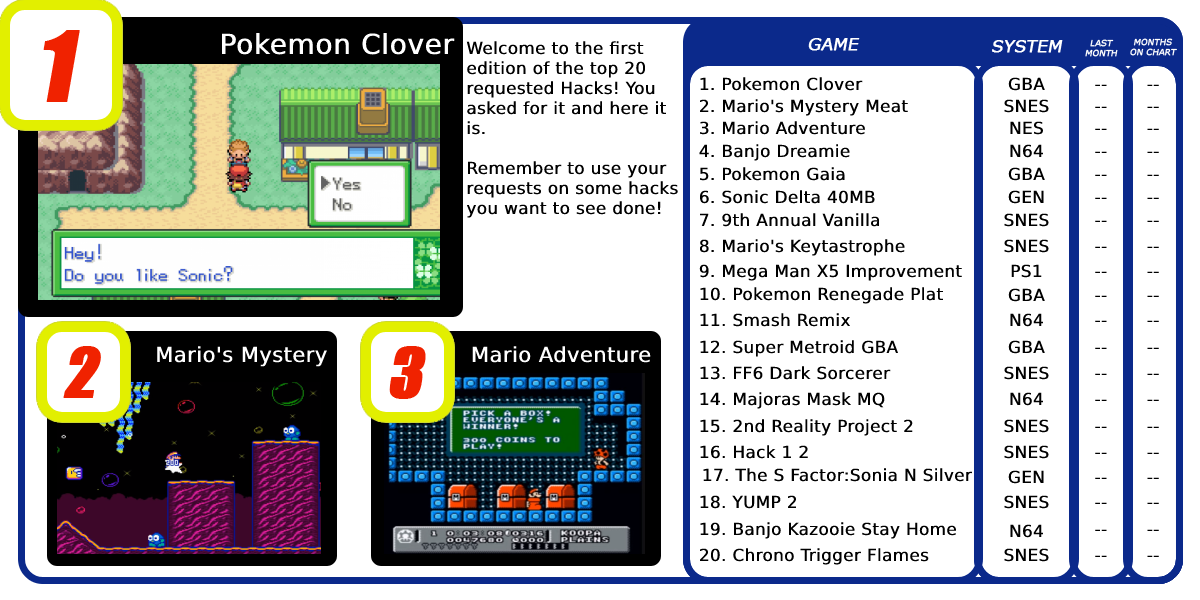 1
Pokemon Clover
Hey!
Do you like Sonic?
Yes
No
Welcome to the first
edition of the top 20
requested Hacks! You
asked for it and here it
is.
Remember to use your
requests on some hacks
you want to see done!
2
Mario's Mystery
3
Mario Adventure
PICK A BOX!
EVERYONE'S A
WINNER!
300 COINS TO
PLAY!
KOOPA
PLAINS
GAME SYSTEM LAST MONTH MONTHS ON CHART
1. Pokemon Clover GBA -- --
2. Mario's Mystery Meat SNES -- --
3. Mario Adventure NES -- --
4. Banjo Dreamie N64 -- --
5. Pokemon Gaia GBA -- --
6. Sonic Delta 40MB GEN -- --
7. 9th Annual Vanilla SNES -- --
8. Mario's Keytastrophe SNES -- --
9. Mega Man X5 Improvement PS1 -- --
10. Pokemon Renegade Plat GBA -- --
11. Smash Remix N64 -- --
12. Super Metroid GBA GBA -- --
13. FF6 Dark Sorcerer SNES -- --
14. Majoras Mask MQ N64 -- --
15. 2nd Reality Project 2 SNES -- --
16. Hack 1 2 SNES -- --
17. The S Factor:Sonia N Silver GEN -- --
18. YUMP 2 SNES -- --
19. Banjo Kazooie Stay Home N64 -- --
20. Chrono Trigger Flames SNES -- --